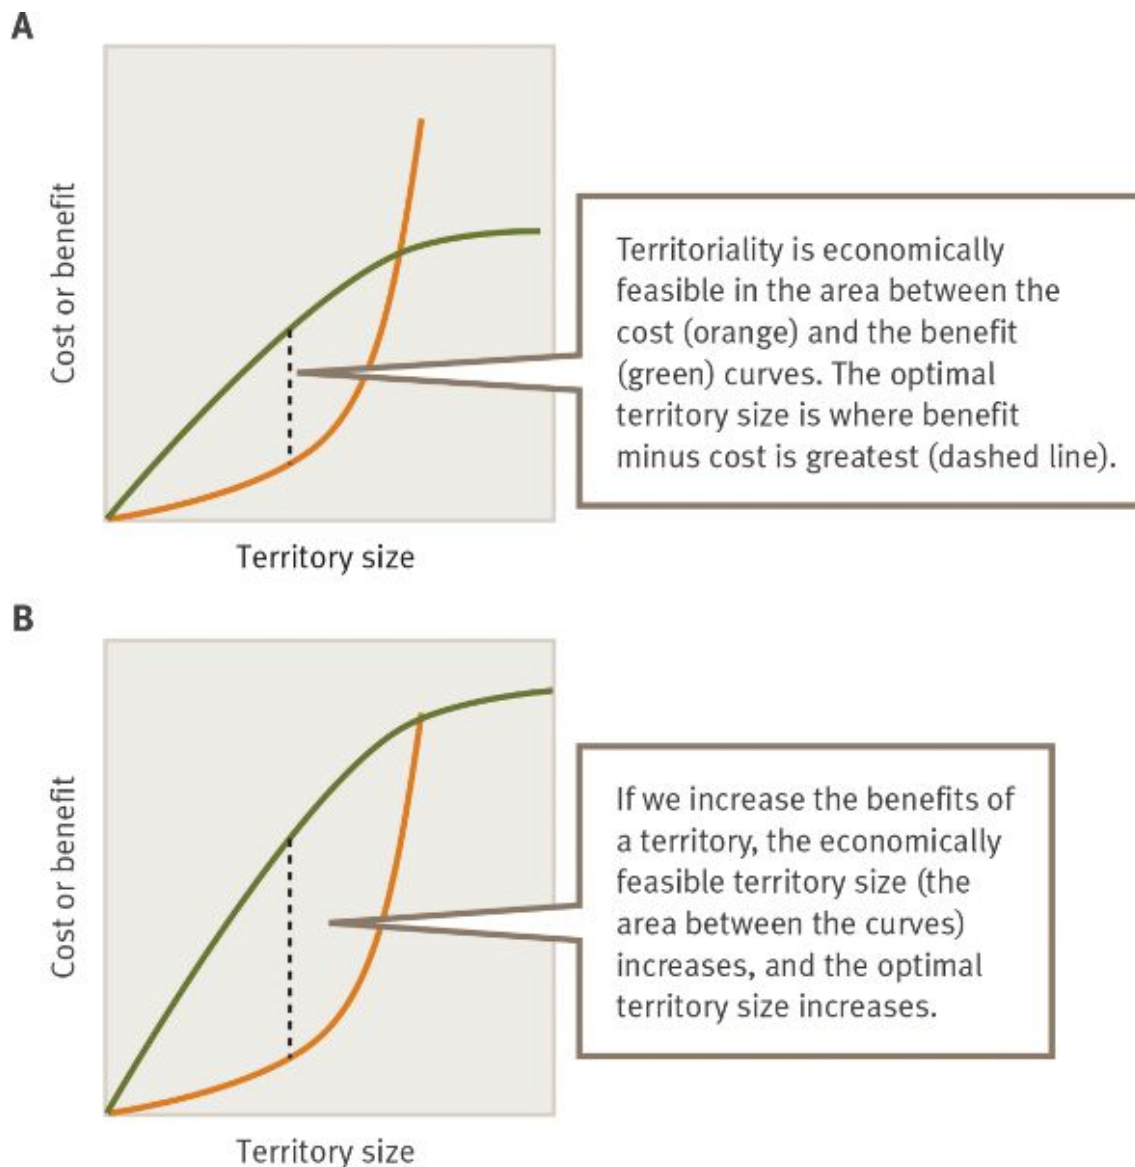 A
Cost or benefit
Territoriality is economically
feasible in the area between the
cost (orange) and the benefit
(green) curves. The optimal
territory size is where benefit
minus cost is greatest (dashed line).
Territory size
B
Cost or benefit
If we increase the benefits of
a territory, the economically
feasible territory size (the
area between the curves)
increases, and the optimal
territory size increases.
Territory size